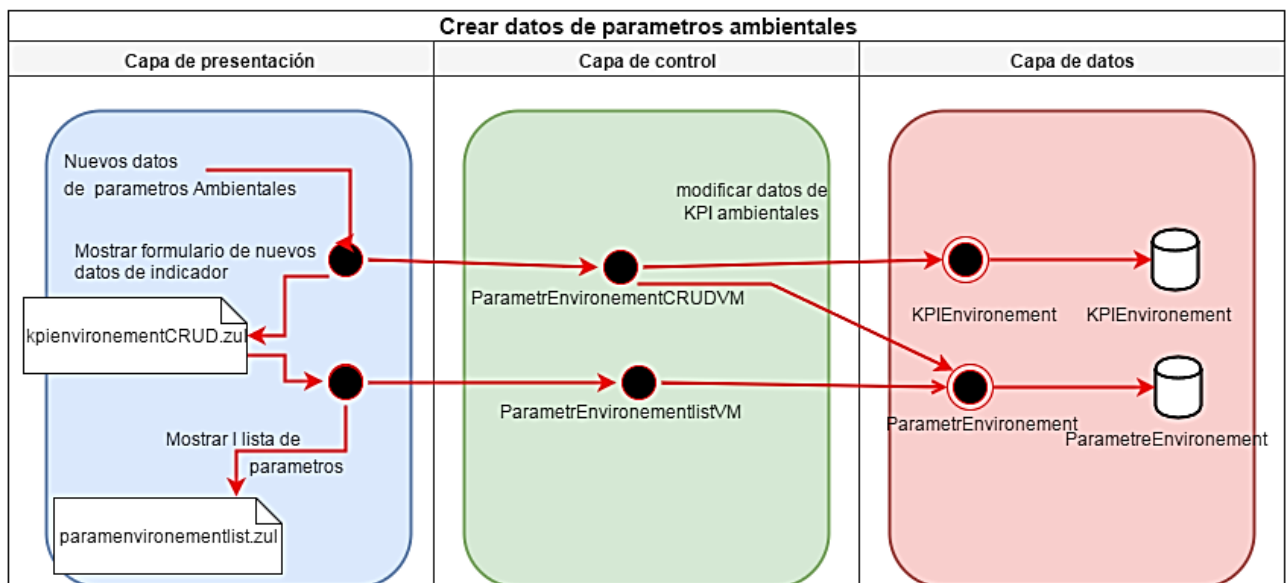 Crear datos de parametros ambientales
Capa de presentación
Capa de control
Capa de datos
Nuevos datos
de parametros Ambientales
Mostrar formulario de nuevos
datos de indicador
kpienvironementCRUD.zul
Mostrar l lista de
parametros
paramenvironementlist.zul
modificar datos de
KPI ambientales
ParametrEnvironementCRUDVM
ParametrEnvironementlistVM
KPIEnvironement
KPIEnvironement
ParametrEnvironement
ParametreEnvironement